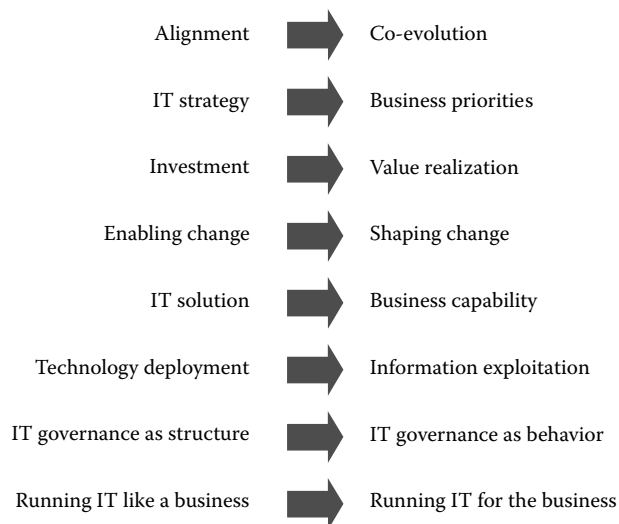 Alignment Co-evolution
IT strategy Business priorities
Investment Value realization
Enabling change Shaping change
IT solution Business capability
Technology deployment Information exploitation
IT governance as structure IT governance as behavior
Running IT like a business Running IT for the business